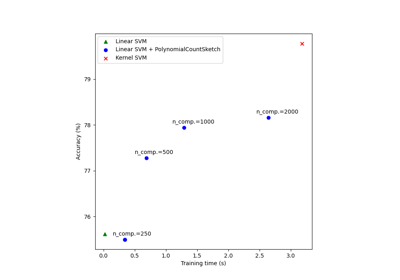 Linear SVM
Linear SVM + PolynomialCountSketch
Kernel SVM
79
78
77
76
Accuracy (%)
n_comp.=2000
n_comp.=1000
n_comp.=500
n_comp.=250
0.0 0.5 1.0 1.5 2.0 2.5 3.0
Training time (s)